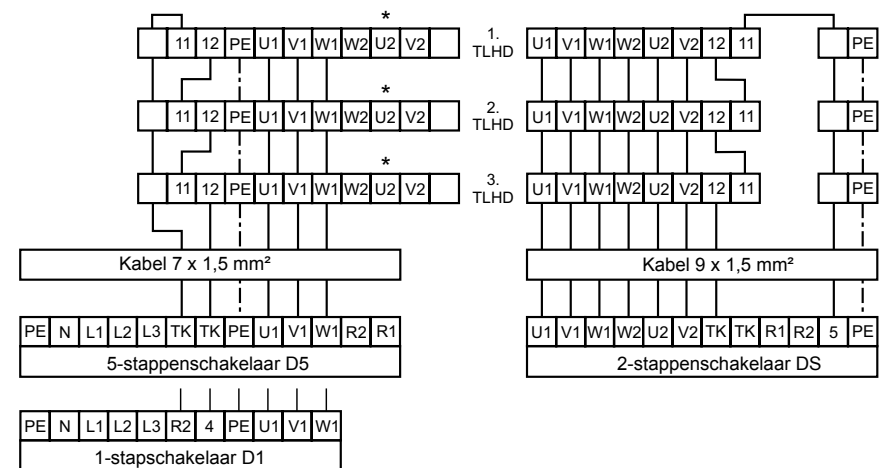 *
11 12 PE U1 V1 W1 W2 U2 V2
1.
TLHD
U1 V1 W1 W2 U2 V2 12 11 PE
*
11 12 PE U1 V1 W1 W2 U2 V2
2.
TLHD
U1 V1 W1 W2 U2 V2 12 11 PE
*
11 12 PE U1 V1 W1 W2 U2 V2
3.
TLHD
U1 V1 W1 W2 U2 V2 12 11 PE
Kabel 7 x 1,5 mm²
Kabel 9 x 1,5 mm²
PE N L1 L2 L3 TK TK PE U1 V1 W1 R2 R1
U1 V1 W1 W2 U2 V2 TK TK R1 R2 5 PE
5-stappenschakelaar D5
2-stappenschakelaar DS
PE N L1 L2 L3 R2 4 PE U1 V1 W1
1-stapschakelaar D1